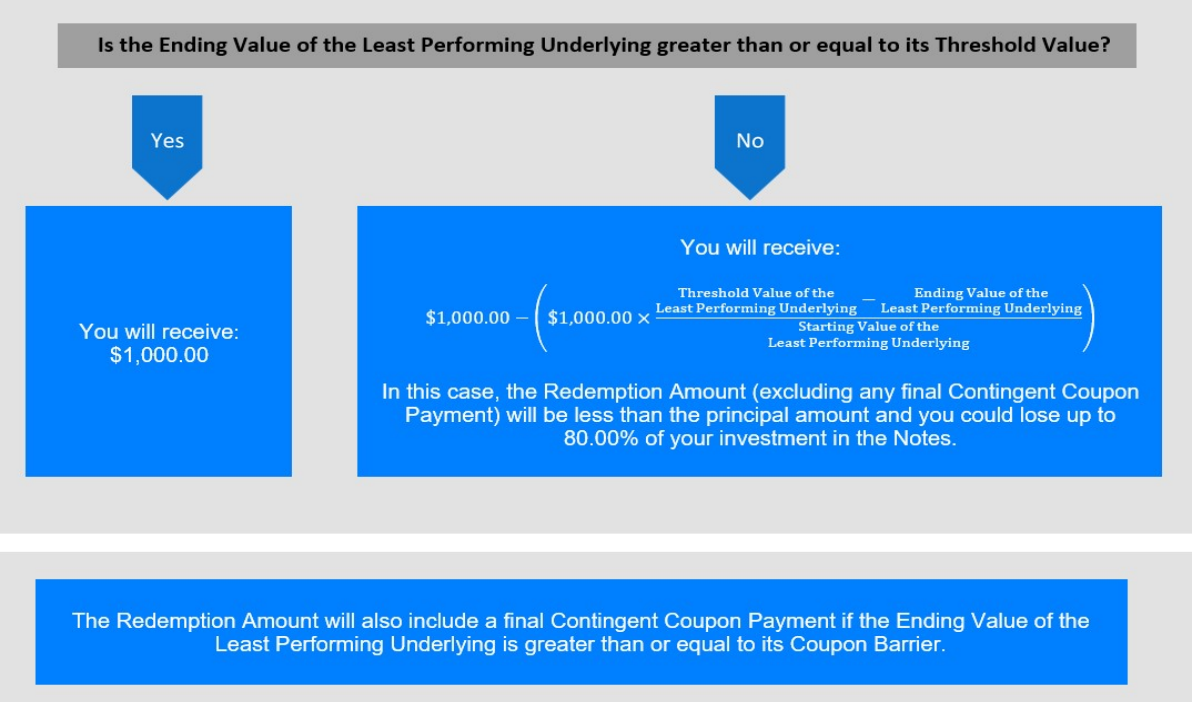 Is the Ending Value of the Least Performing Underlying greater than or equal to its Threshold Value?
Yes
No
You will receive:
$1,000.00
You will receive:
$1,000.00 − ( $1,000.00 × (Threshold Value of the Least Performing Underlying − Ending Value of the Least Performing Underlying) / Starting Value of the Least Performing Underlying )
In this case, the Redemption Amount (excluding any final Contingent Coupon
Payment) will be less than the principal amount and you could lose up to
80.00% of your investment in the Notes.
The Redemption Amount will also include a final Contingent Coupon Payment if the Ending Value of the
Least Performing Underlying is greater than or equal to its Coupon Barrier.